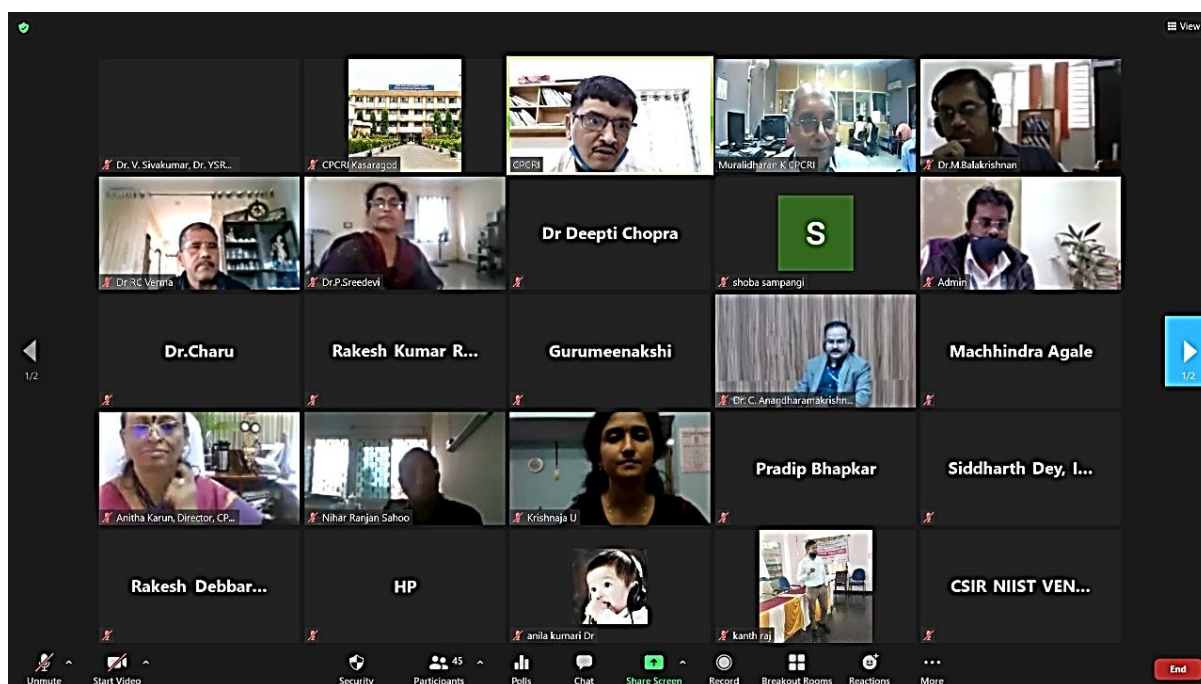 View
Dr. V. Sivakumar, Dr. YSR...
CPCRI Kasaragod
CPCRI
Muralidharan K CPCRI
Dr.M.Balakrishnan
Dr RC Verma
Dr.P.Sreedevi
Dr Deepti Chopra
S
shoba sampangi
Admin
1/2
Dr.Charu
Rakesh Kumar R...
Gurumeenakshi
Dr. C. Anandharamakrishn...
Machhindra Agale
1/2
Anitha Karun, Director, CP...
Nihar Ranjan Sahoo
Krishnaja U
Pradip Bhapkar
Siddharth Dey, I...
Rakesh Debbar...
HP
anila kumari Dr
kanth raj
CSIR NIIST VEN...
Unmute
Start Video
Security
Participants
45
Polls
Chat
Share Screen
Record
Breakout Rooms
Reactions
More
End